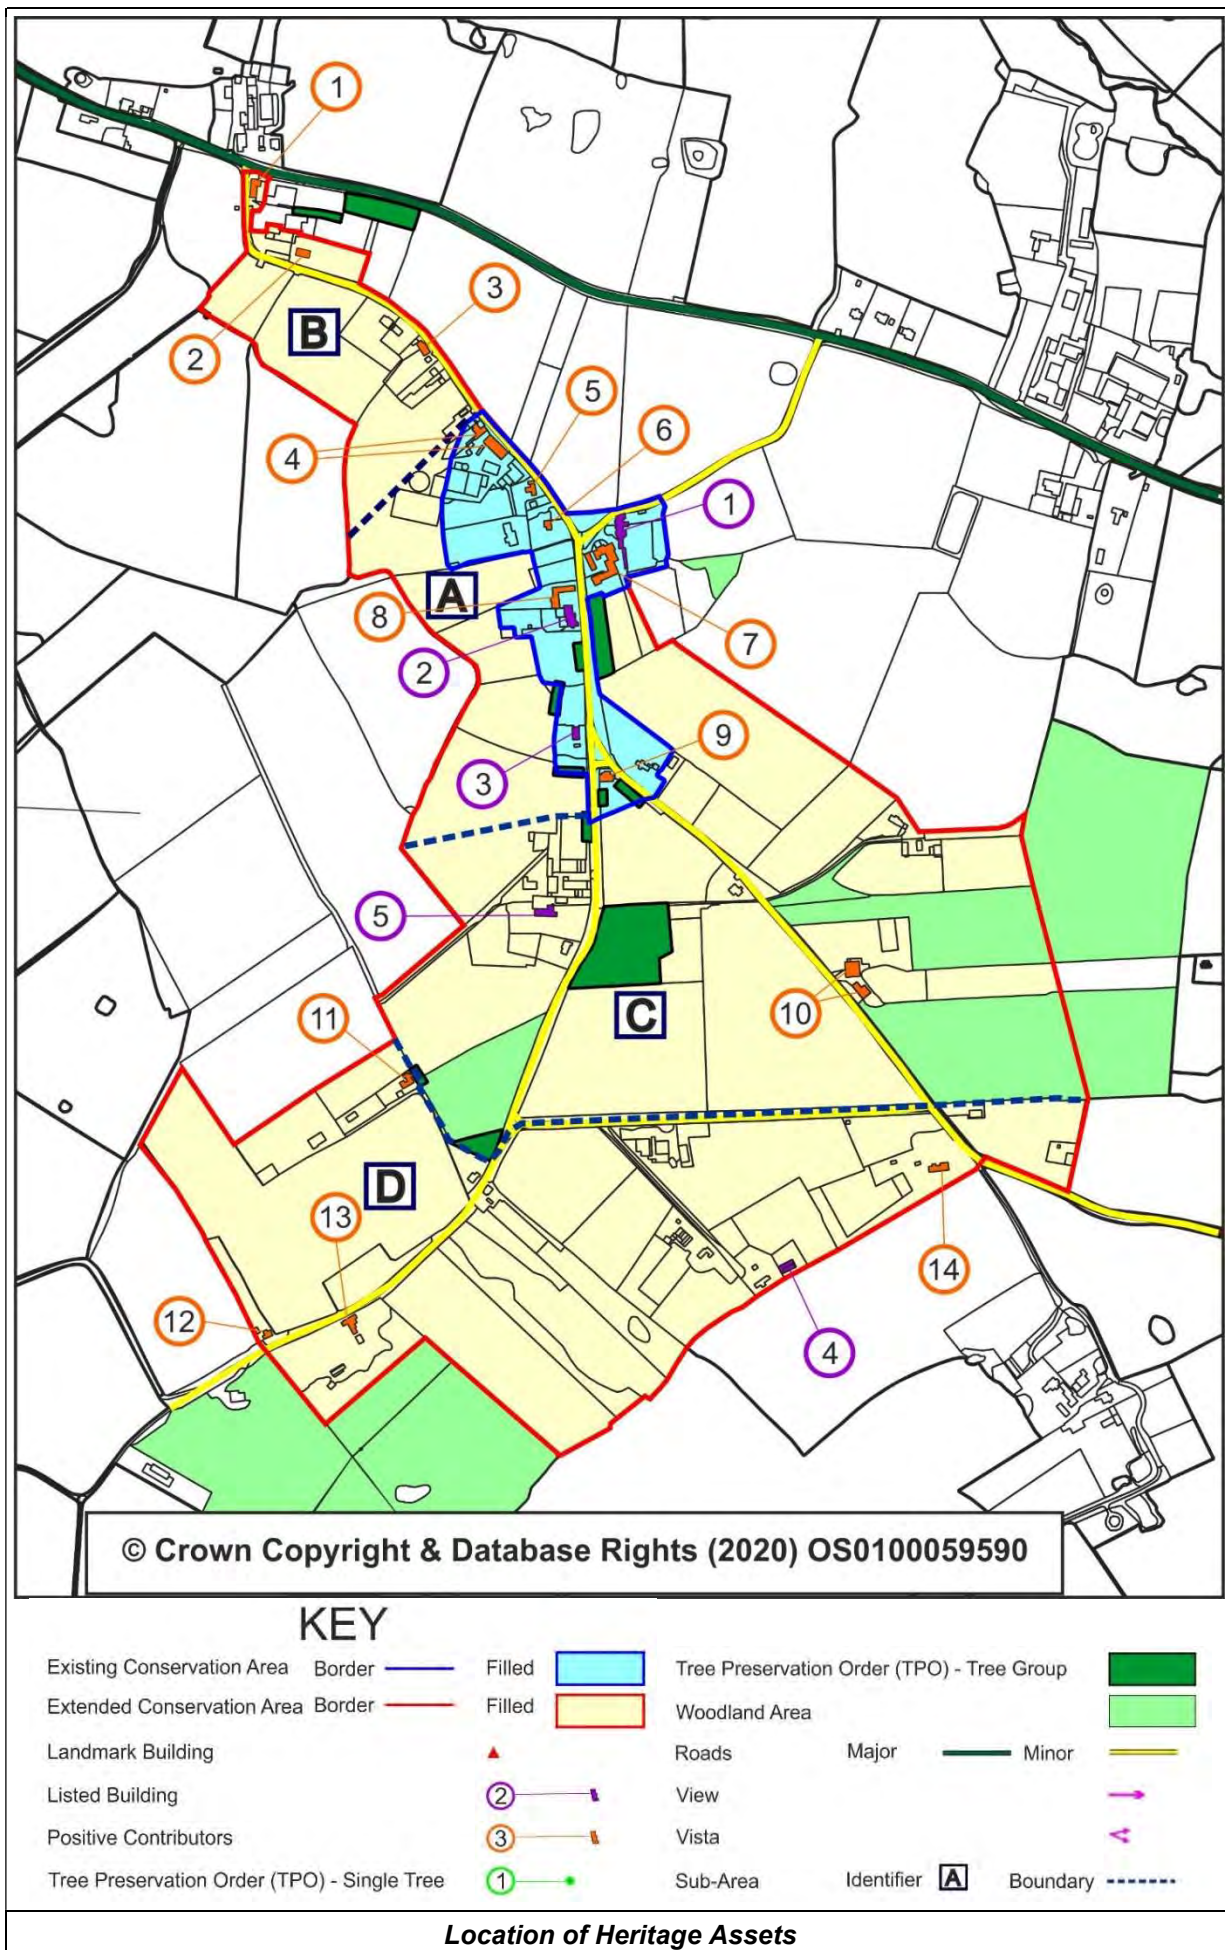 1
3
2
B
5
6
4
1
A
8
7
2
9
3
5
C
10
11
D
13
14
12
4
© Crown Copyright & Database Rights (2020) OS0100059590
KEY
Existing Conservation Area Border Filled
Tree Preservation Order (TPO) - Tree Group
Extended Conservation Area Border Filled
Woodland Area
Landmark Building
Roads Major Minor
Listed Building 2
View
Positive Contributors 3
Vista
Tree Preservation Order (TPO) - Single Tree 1
Sub-Area Identifier A Boundary
Location of Heritage Assets